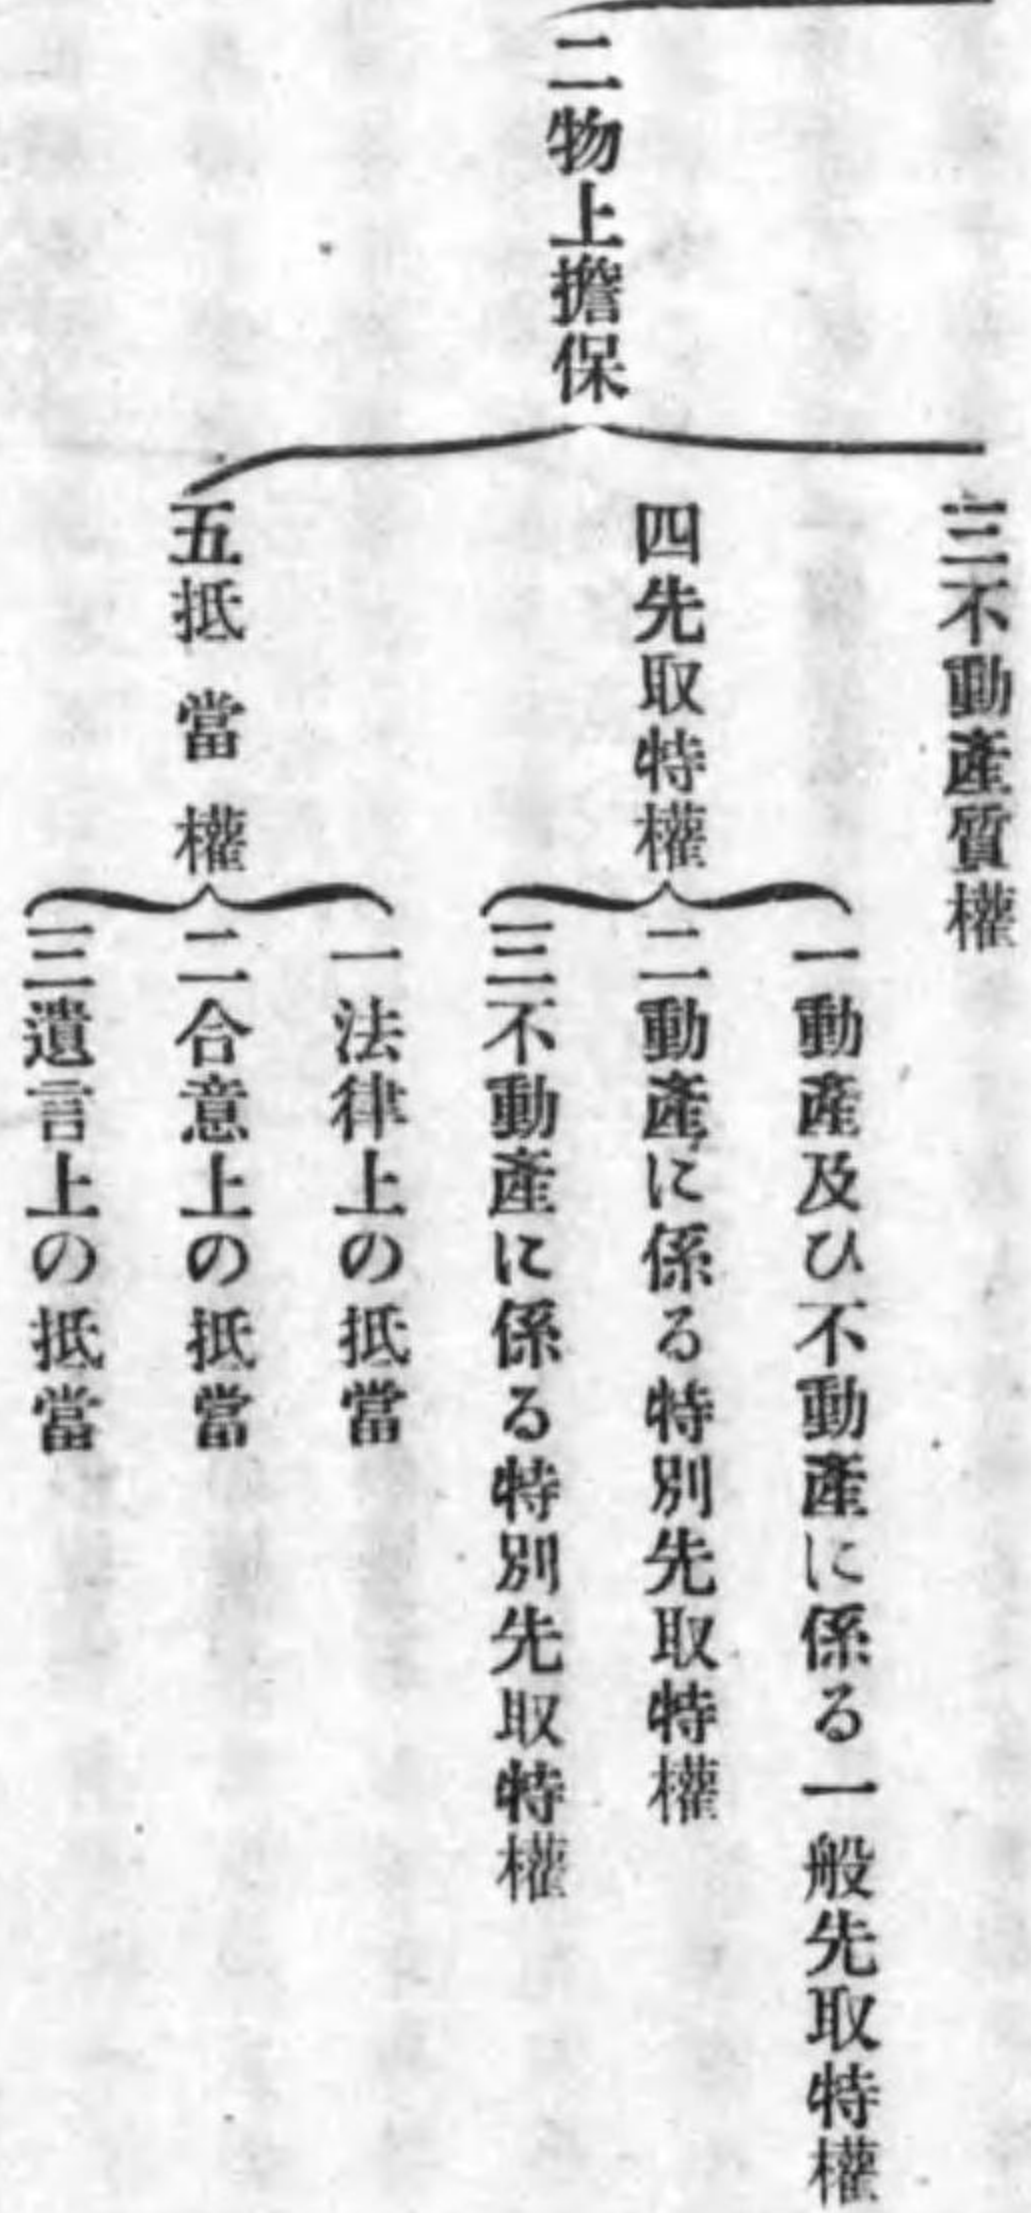 二物上擔保
三不動產質權
四先取特權
一動產及ひ不動產に係る一般先取特權
二動產に係る特別先取特權
三不動產に係る特別先取特權
五抵當權
一法律上の抵當
二合意上の抵當
三遺言上の抵當